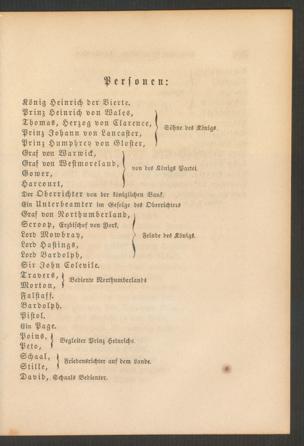 Personen:
König Heinrich der Vierte.
Prinz Heinrich von Wales,
Thomas, Herzog von Clarence,
Prinz Johann von Lancaster,
Prinz Humphrey von Gloster,
Söhne des Königs.
Graf von Warwick,
Graf von Westmoreland,
Gower,
Harcourt,
von des Königs Partei.
Der Oberrichter von der königlichen Bank.
Ein Unterbeamter im Gefolge des Oberrichters
Graf von Northumberland,
Scroop, Erzbischof von York,
Lord Mowbray,
Lord Hastings,
Lord Bardolph,
Feinde des Königs.
Sir John Colevile.
Travers,
Morton,
Bediente Northumberlands
Falstaff.
Bardolph.
Pistol.
Ein Page.
Poins,
Peto,
Begleiter Prinz Heinrichs.
Schaal,
Stille,
Friedensrichter auf dem Lande.
David, Schaals Bedienter.